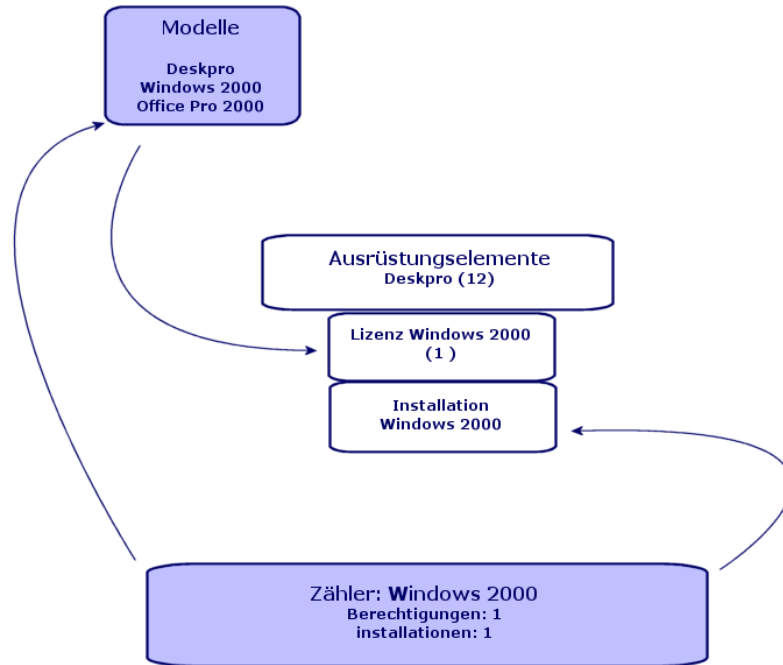 Modelle
Deskpro
Windows 2000
Office Pro 2000
Ausrüstungselemente
Deskpro (12)
Lizenz Windows 2000
(1 )
Installation
Windows 2000
Zähler: Windows 2000
Berechtigungen: 1
installationen: 1